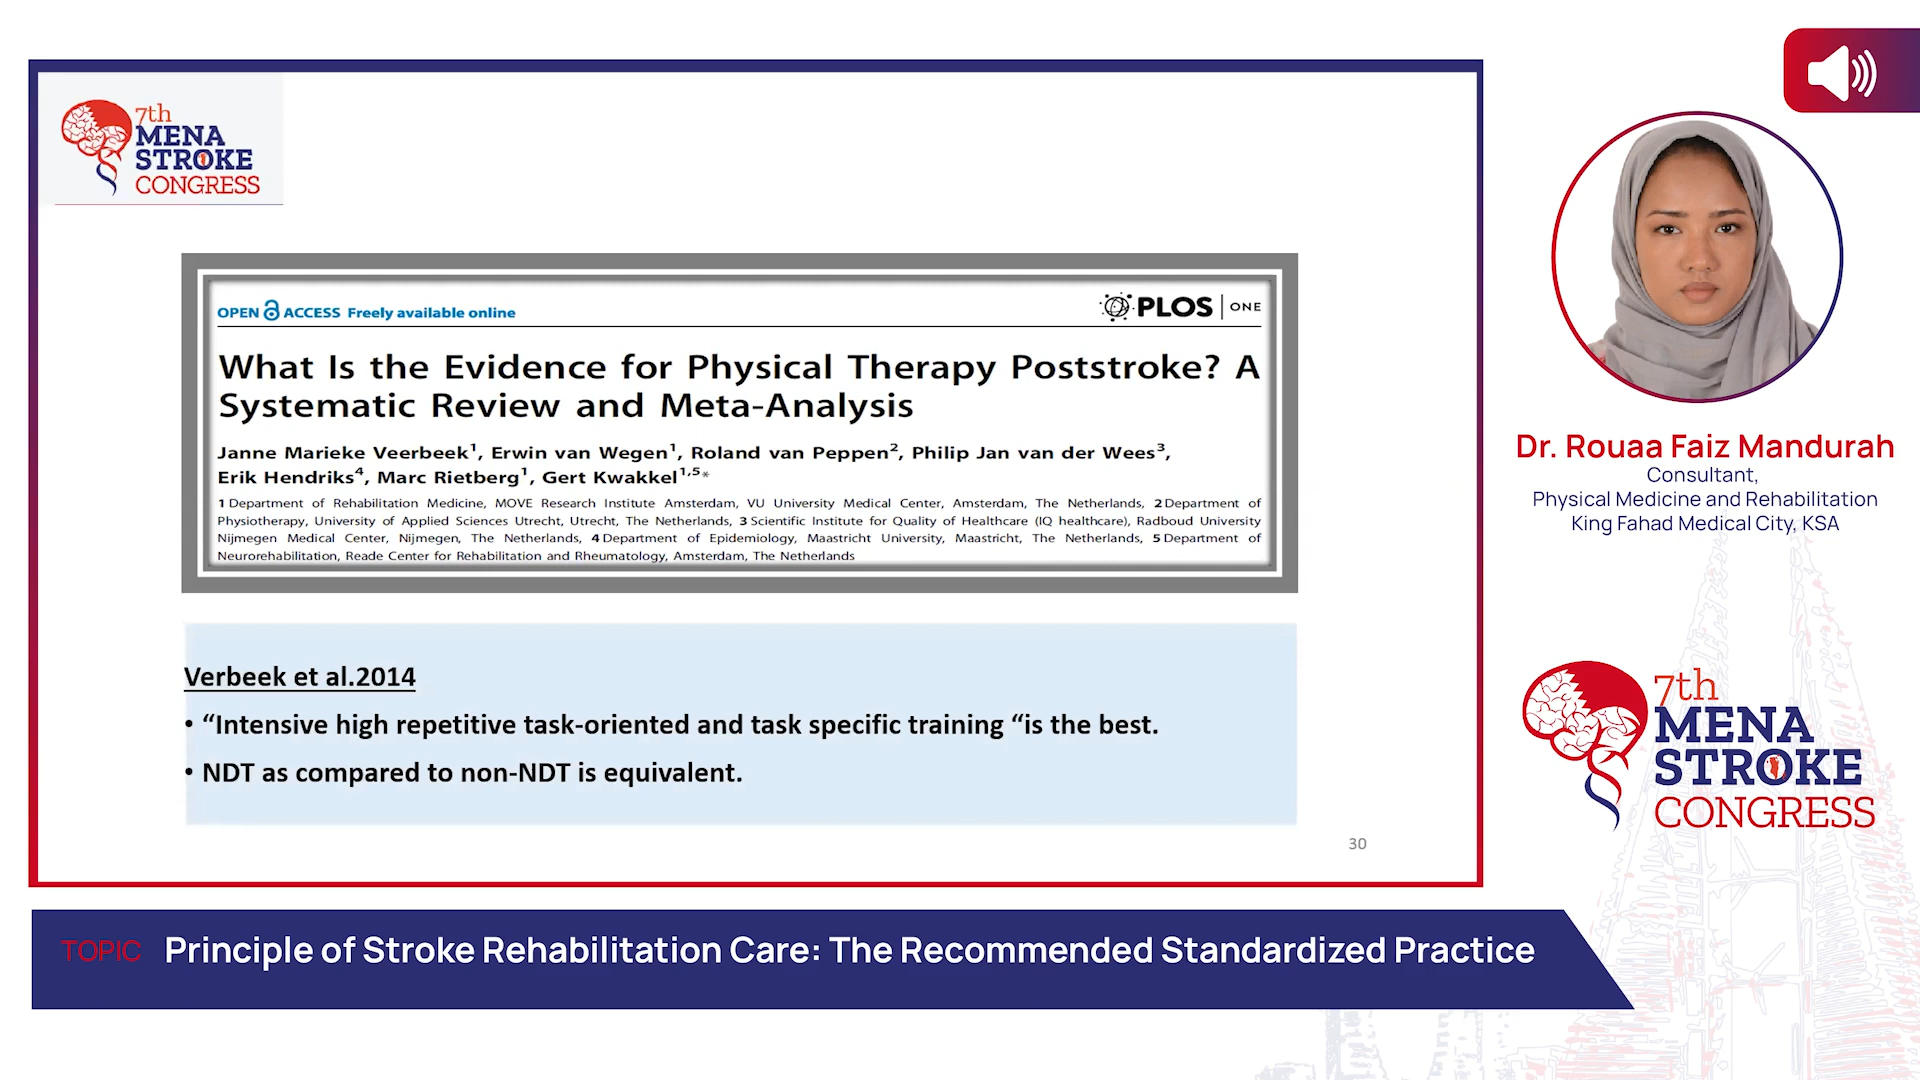 7th
MENA
STROKE
CONGRESS
OPEN ACCESS Freely available online
PLOS | ONE
What Is the Evidence for Physical Therapy Poststroke? A
Systematic Review and Meta-Analysis
Janne Marieke Veerbeek1, Erwin van Wegen1, Roland van Peppen2, Philip Jan van der Wees3,
Erik Hendriks4, Marc Rietberg1, Gert Kwakkel1,5*
1 Department of Rehabilitation Medicine, MOVE Research Institute Amsterdam, VU University Medical Center, Amsterdam, The Netherlands, 2 Department of
Physiotherapy, University of Applied Sciences Utrecht, Utrecht, The Netherlands, 3 Scientific Institute for Quality of Healthcare (IQ healthcare), Radboud University
Nijmegen Medical Center, Nijmegen, The Netherlands, 4 Department of Epidemiology, Maastricht University, Maastricht, The Netherlands, 5 Department of
Neurorehabilitation, Reade Center for Rehabilitation and Rheumatology, Amsterdam, The Netherlands
Verbeek et al.2014
• “Intensive high repetitive task-oriented and task specific training “is the best.
• NDT as compared to non-NDT is equivalent.
30
Dr. Rouaa Faiz Mandurah
Consultant,
Physical Medicine and Rehabilitation
King Fahad Medical City, KSA
7th
MENA
STROKE
CONGRESS
TOPIC Principle of Stroke Rehabilitation Care: The Recommended Standardized Practice